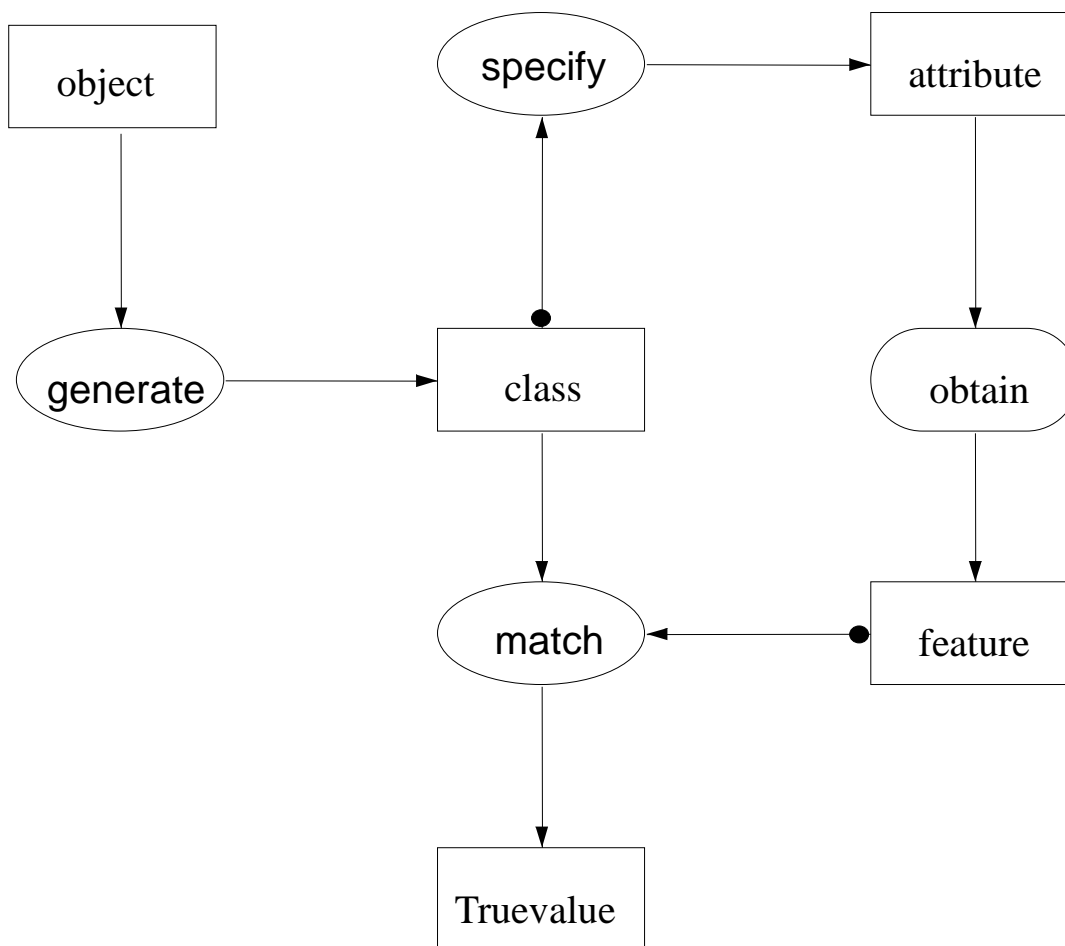 object
specify
attribute
generate
class
obtain
match
feature
Truevalue